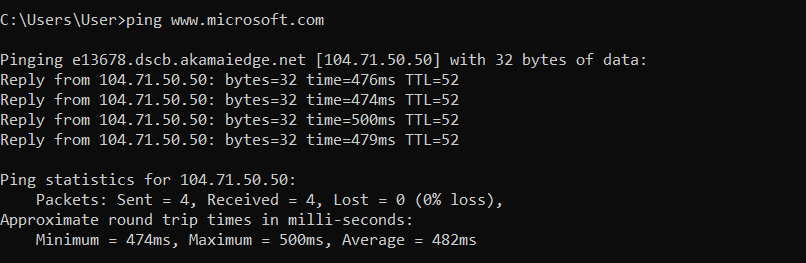 C:\Users\User>ping www.microsoft.com
Pinging e13678.dscb.akamaiedge.net [104.71.50.50] with 32 bytes of data:
Reply from 104.71.50.50: bytes=32 time=476ms TTL=52
Reply from 104.71.50.50: bytes=32 time=474ms TTL=52
Reply from 104.71.50.50: bytes=32 time=500ms TTL=52
Reply from 104.71.50.50: bytes=32 time=479ms TTL=52
Ping statistics for 104.71.50.50:
    Packets: Sent = 4, Received = 4, Lost = 0 (0% loss),
Approximate round trip times in milli-seconds:
    Minimum = 474ms, Maximum = 500ms, Average = 482ms